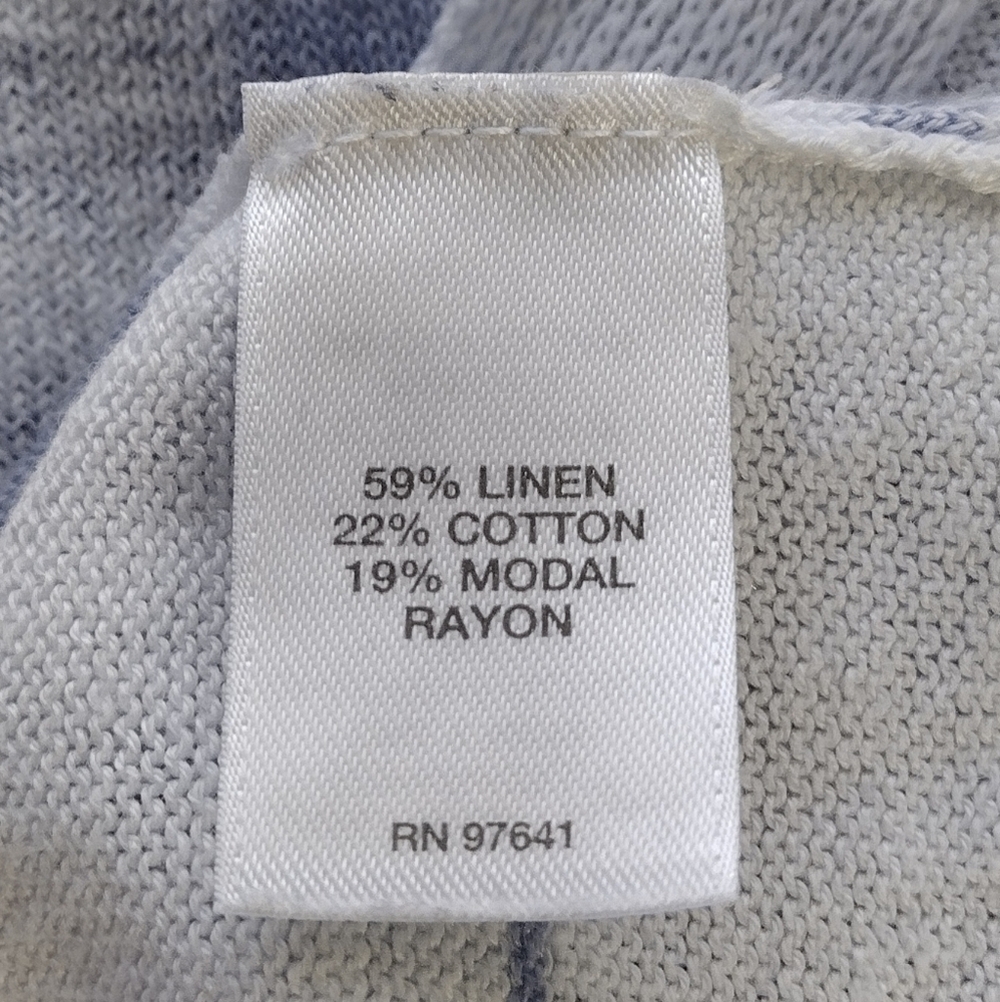 59% LINEN
22% COTTON
19% MODAL
RAYON
RN 97641